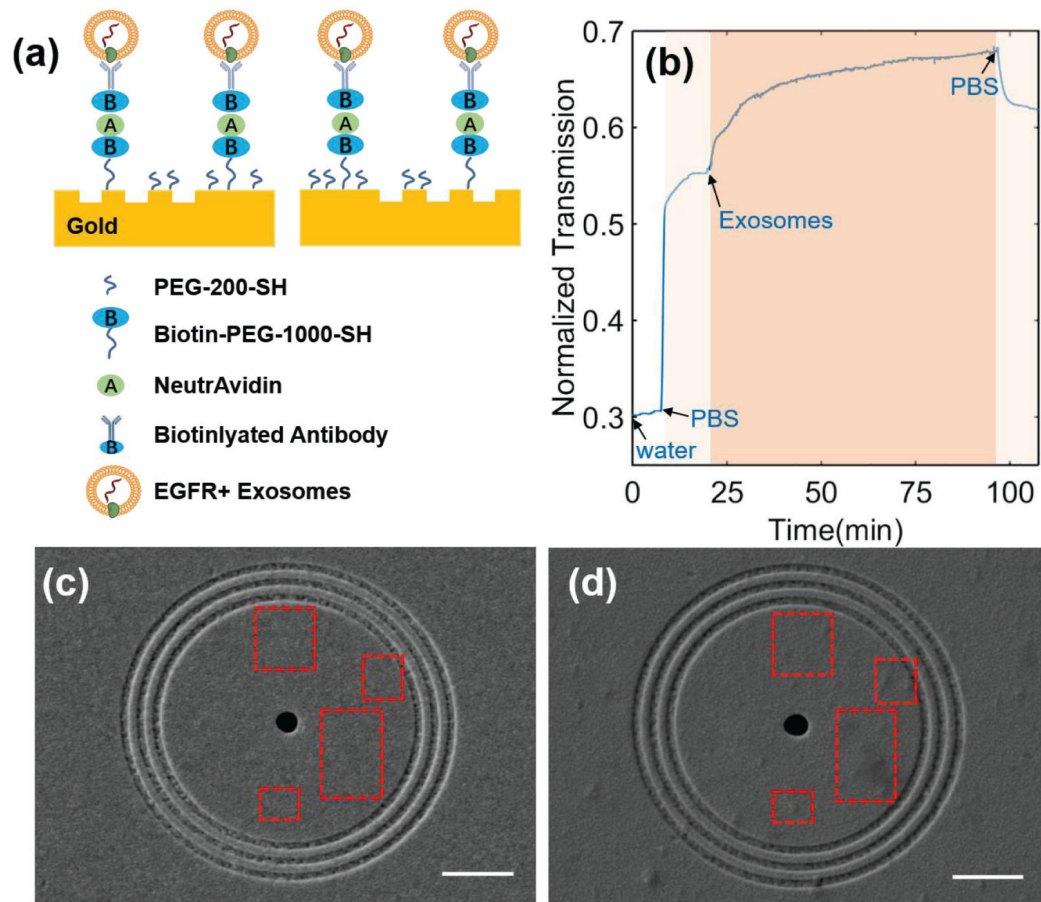 (a)
B
B
B
B
A
A
A
A
B
B
B
B
Gold
PEG-200-SH
B
Biotin-PEG-1000-SH
A
NeutrAvidin
B
Biotinlyated Antibody
EGFR+ Exosomes
(b)
Normalized Transmission
0.7
0.6
0.5
0.4
0.3
PBS
Exosomes
PBS
water
0
25
50
75
100
Time(min)
(c)
(d)